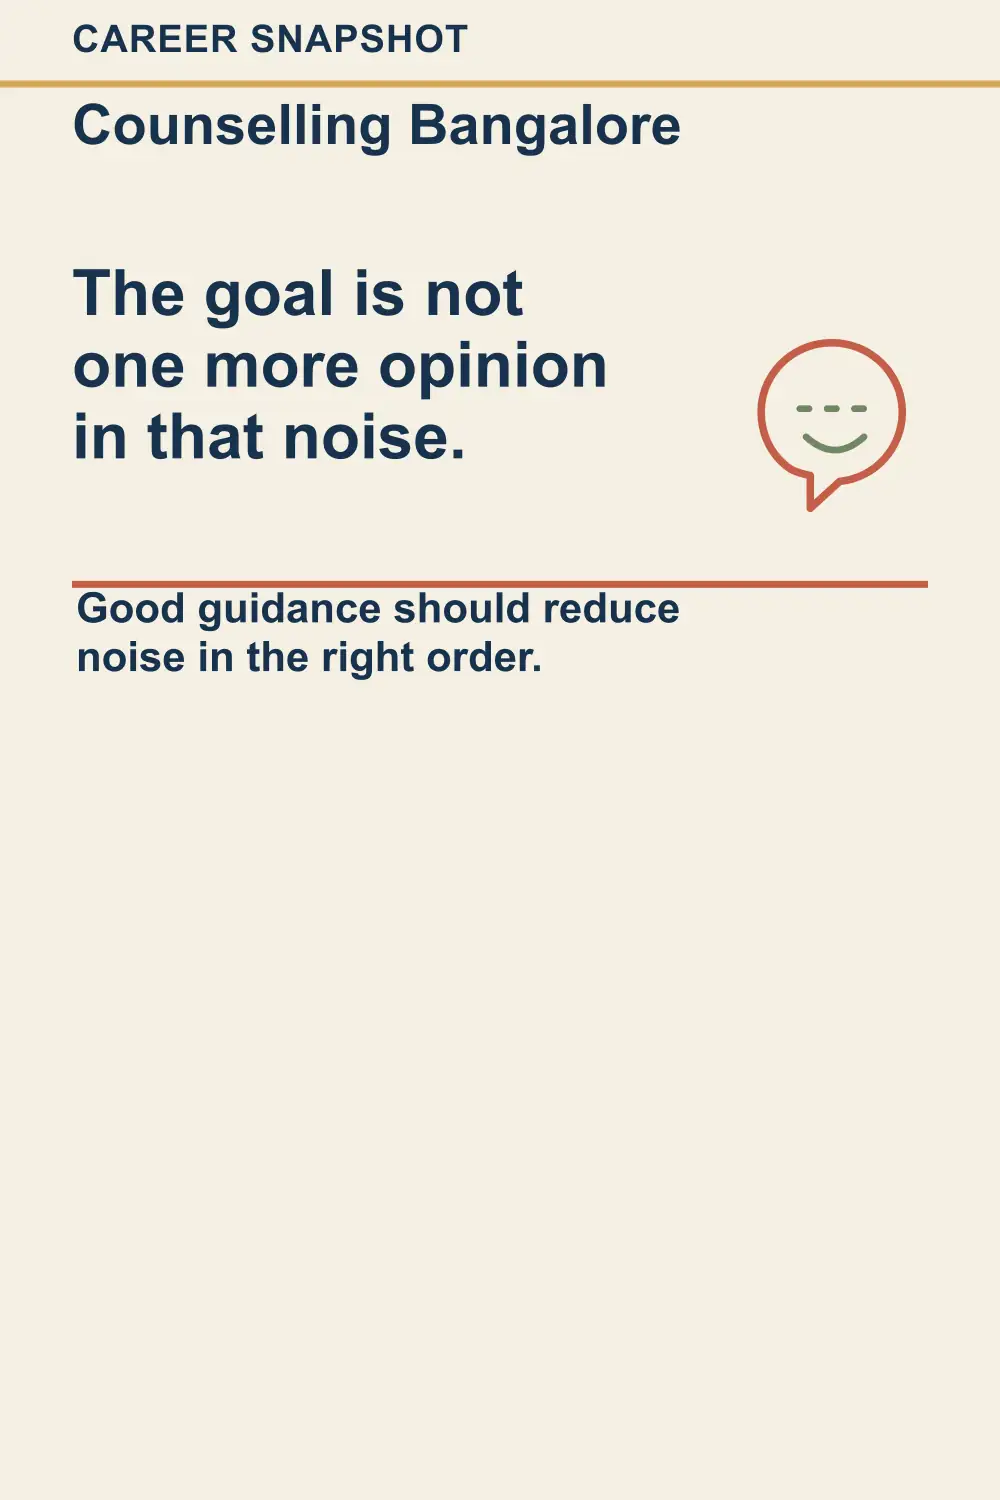 CAREER SNAPSHOT
Counselling Bangalore
The goal is not
one more opinion
in that noise.
Good guidance should reduce
noise in the right order.